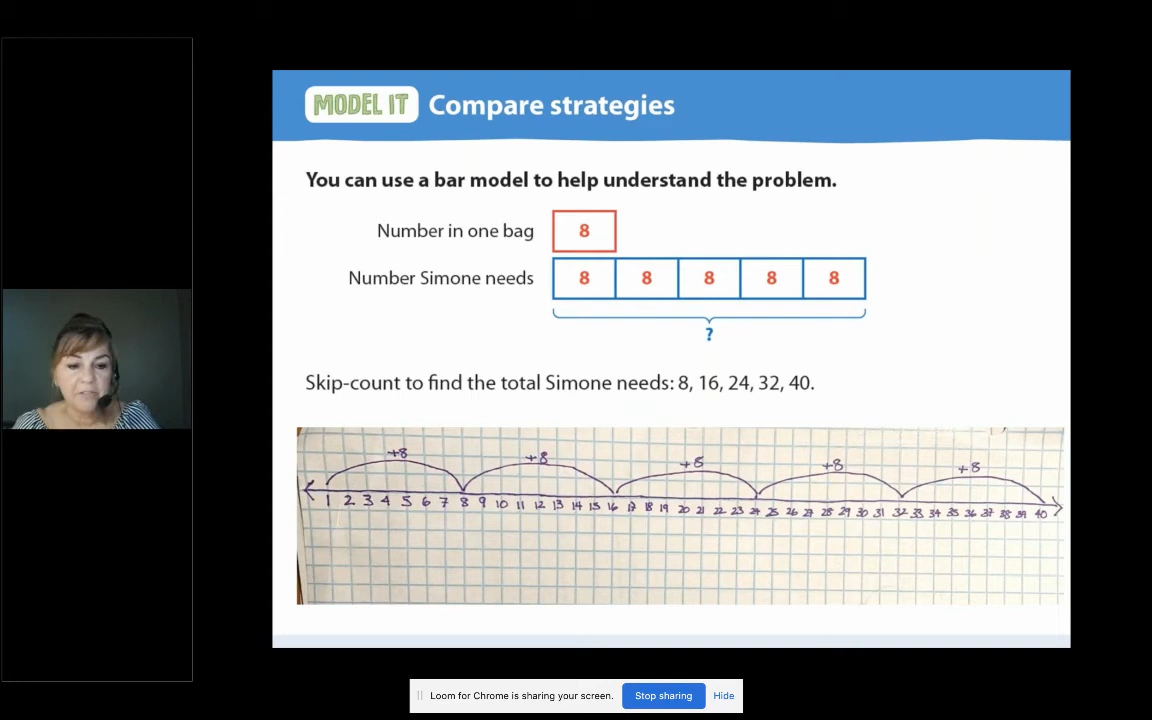 MODEL IT Compare strategies
You can use a bar model to help understand the problem.
Number in one bag 8
Number Simone needs 8 8 8 8 8
?
Skip-count to find the total Simone needs: 8, 16, 24, 32, 40.
+8 +8 +8 +8 +8
1 2 3 4 5 6 7 8 9 10 11 12 13 14 15 16 17 18 19 20 21 22 23 24 25 26 27 28 29 30 31 32 33 34 35 36 37 38 39 40
Loom for Chrome is sharing your screen. Stop sharing Hide